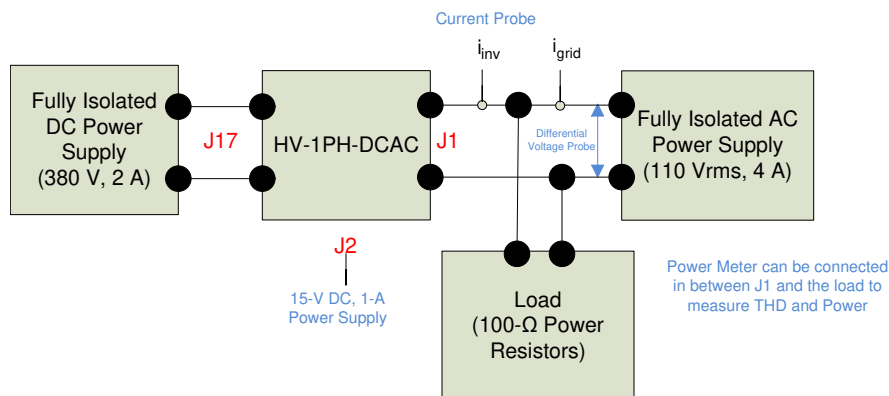 Current Probe
i_inv
i_grid
Fully Isolated
DC Power
Supply
(380 V, 2 A)
J17
HV-1PH-DCAC
J1
Differential
Voltage Probe
Fully Isolated AC
Power Supply
(110 Vrms, 4 A)
J2
15-V DC, 1-A
Power Supply
Load
(100-Ω Power
Resistors)
Power Meter can be connected
in between J1 and the load to
measure THD and Power